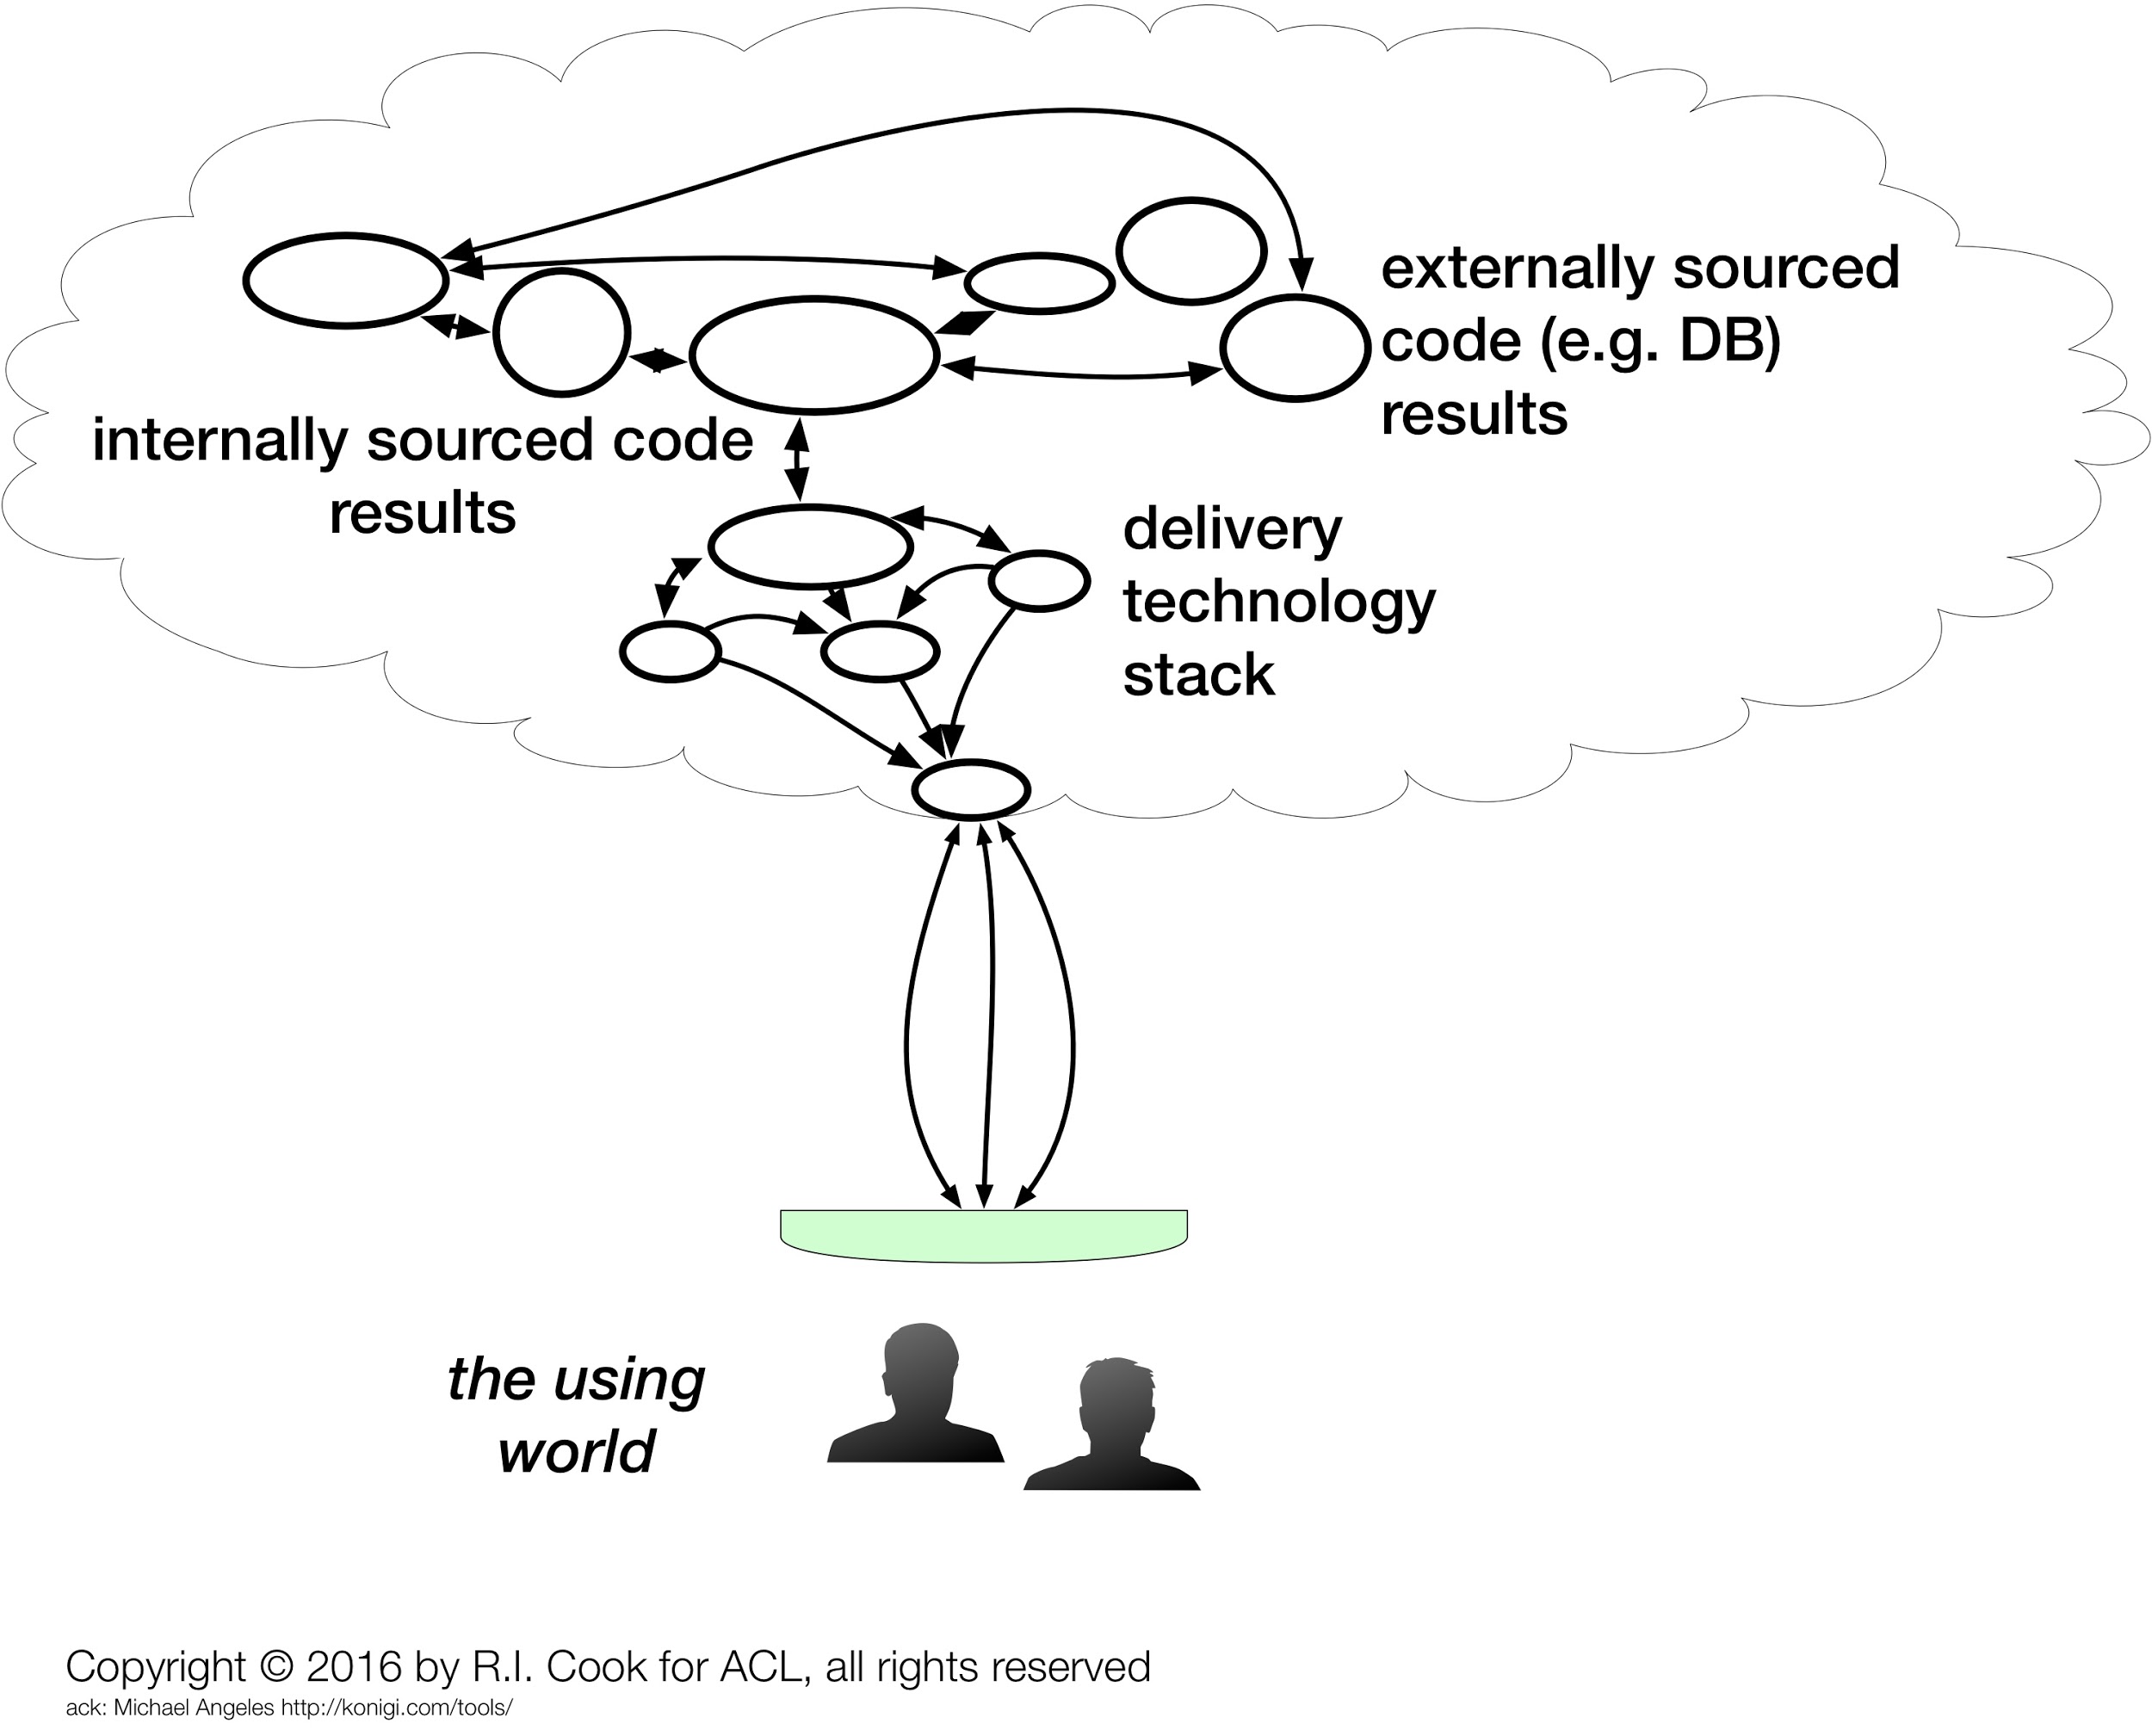 externally sourced
code (e.g. DB)
results
internally sourced code
results
delivery
technology
stack
the using
world
Copyright © 2016 by R.I. Cook for ACL, all rights reserved
ack: Michael Angeles http://konigi.com/tools/